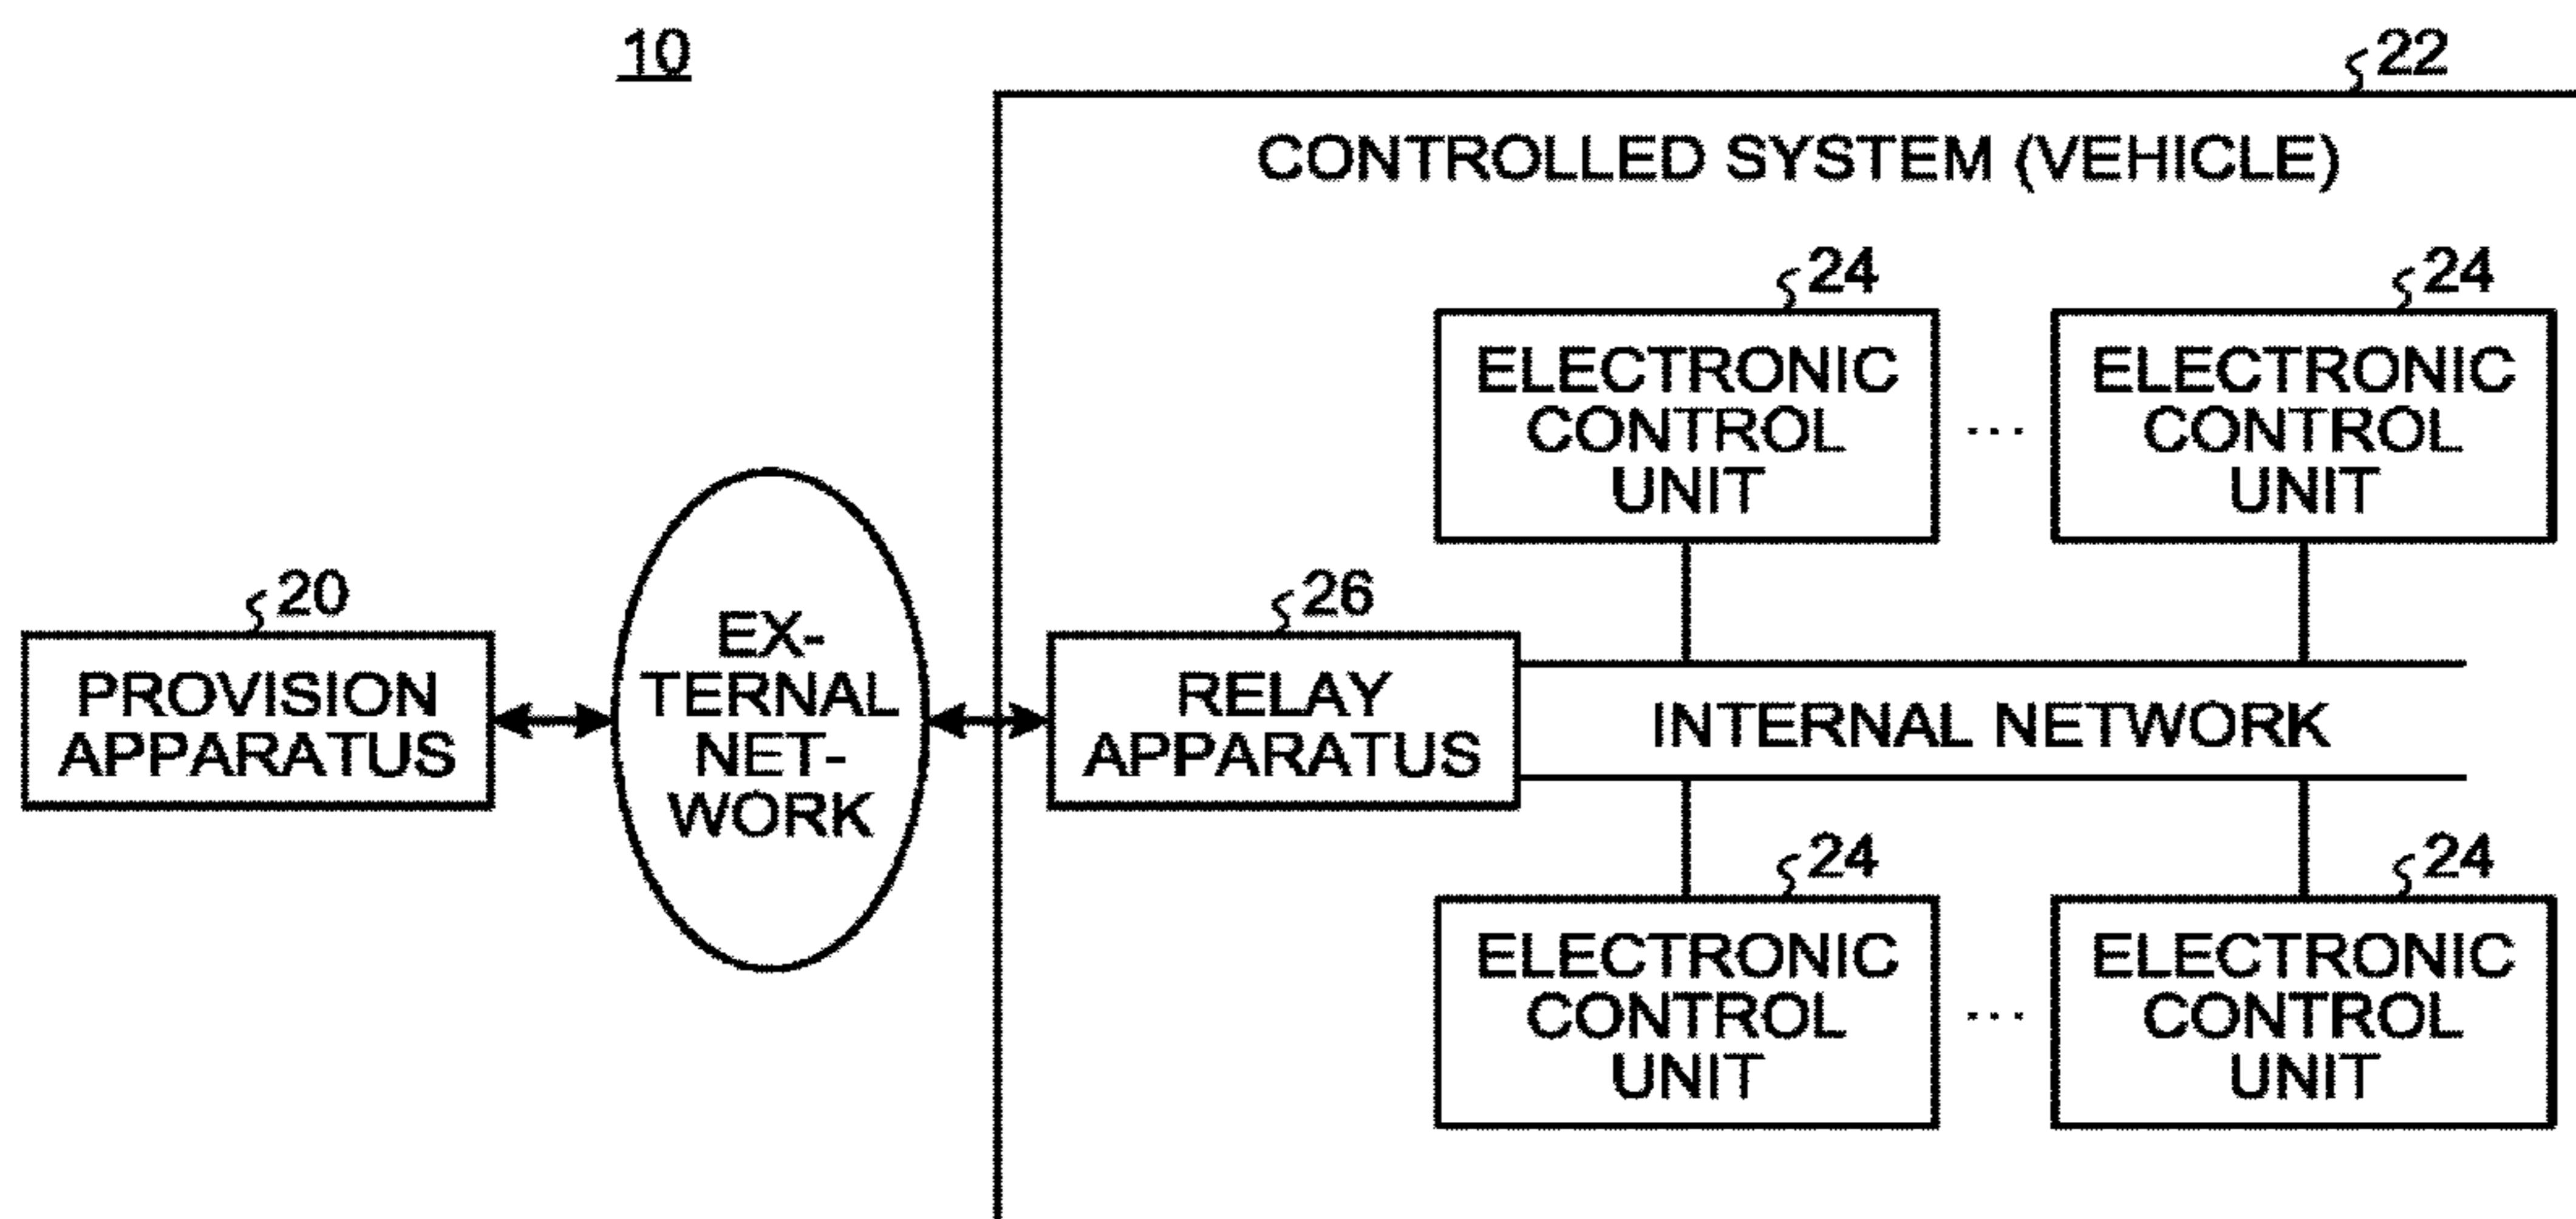 10
22
CONTROLLED SYSTEM (VEHICLE)
24
24
ELECTRONIC
CONTROL
UNIT
...
ELECTRONIC
CONTROL
UNIT
20
PROVISION
APPARATUS
EX-
TERNAL
NET-
WORK
26
RELAY
APPARATUS
INTERNAL NETWORK
24
24
ELECTRONIC
CONTROL
UNIT
...
ELECTRONIC
CONTROL
UNIT